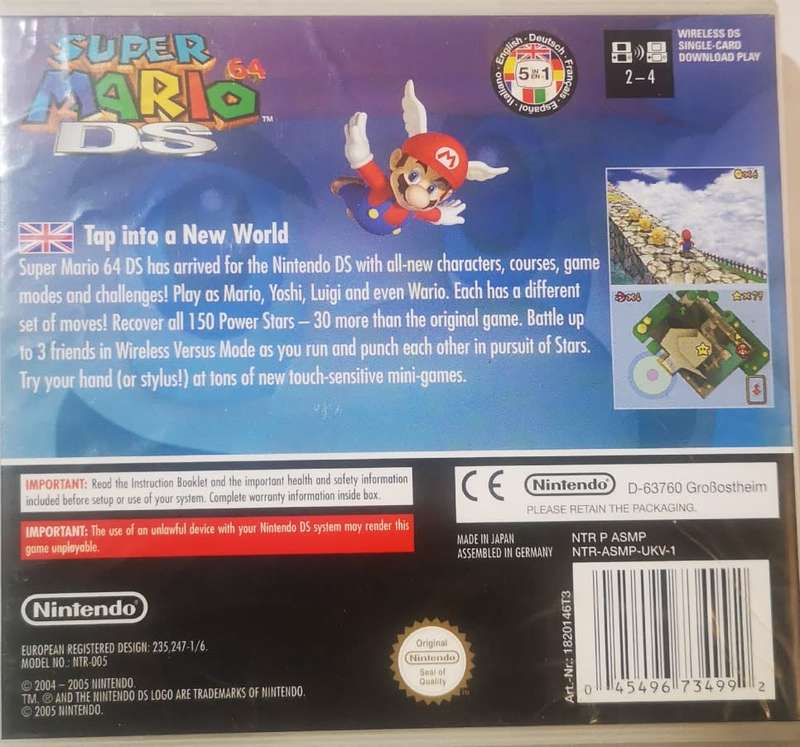 SUPER
MARIO 64
DS™
English · Deutsch · Français · Español · Italiano
5 IN EN 1
WIRELESS DS
SINGLE-CARD
DOWNLOAD PLAY
2–4
Tap into a New World
Super Mario 64 DS has arrived for the Nintendo DS with all-new characters, courses, game
modes and challenges! Play as Mario, Yoshi, Luigi and even Wario. Each has a different
set of moves! Recover all 150 Power Stars – 30 more than the original game. Battle up
to 3 friends in Wireless Versus Mode as you run and punch each other in pursuit of Stars.
Try your hand (or stylus!) at tons of new touch-sensitive mini-games.
IMPORTANT: Read the Instruction Booklet and the important health and safety information
included before setup or use of your system. Complete warranty information inside box.
IMPORTANT: The use of an unlawful device with your Nintendo DS system may render this
game unplayable.
CE Nintendo® D-63760 Großostheim
PLEASE RETAIN THE PACKAGING.
MADE IN JAPAN
ASSEMBLED IN GERMANY
NTR P ASMP
NTR-ASMP-UKV-1
Nintendo®
EUROPEAN REGISTERED DESIGN: 235,247-1/6.
MODEL NO.: NTR-005
© 2004 – 2005 NINTENDO.
TM, ® AND THE NINTENDO DS LOGO ARE TRADEMARKS OF NINTENDO.
© 2005 NINTENDO.
Original
Nintendo
Seal of
Quality
Art.-Nr.: 1820146T3
0 45496 73499 2